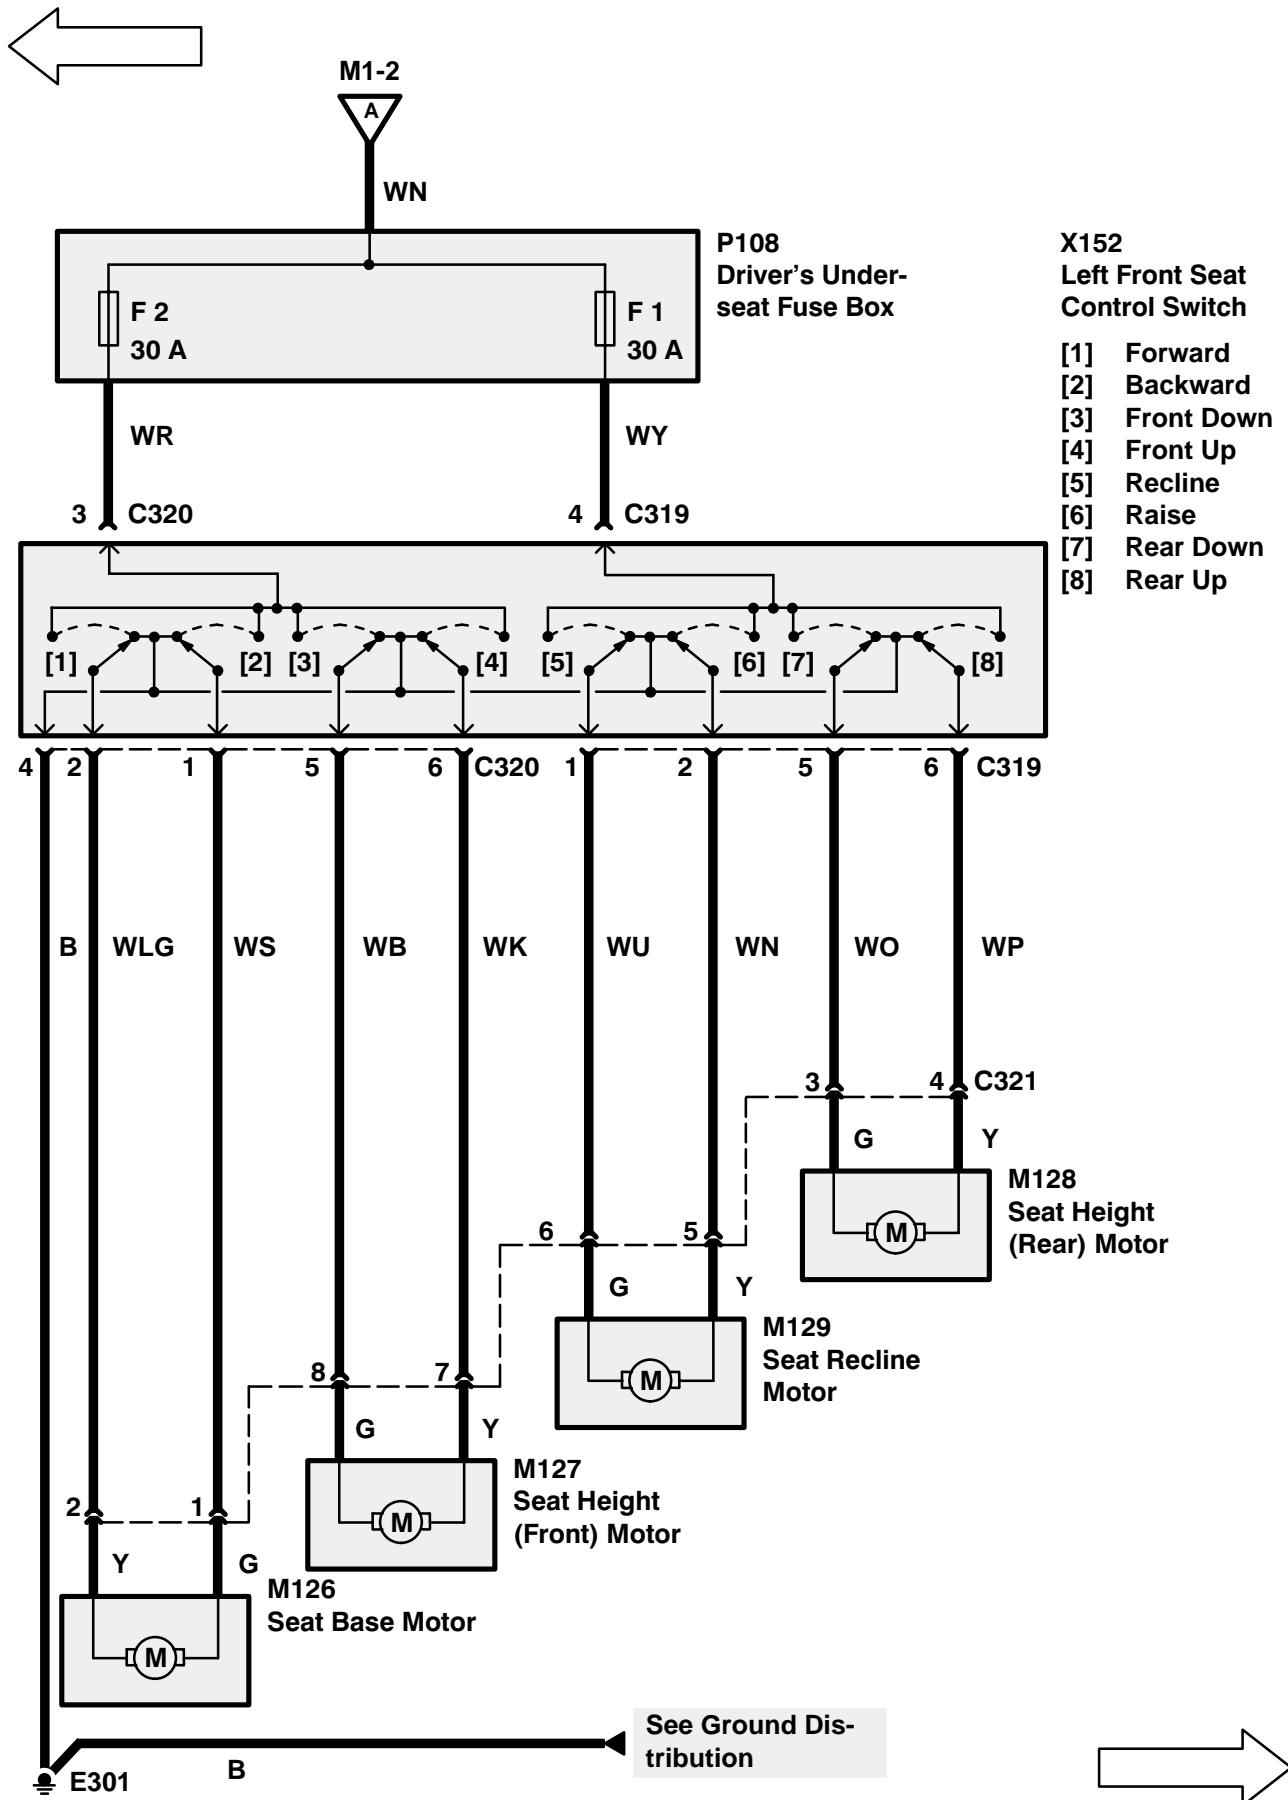 M1-2
A
WN
P108
Driver's Under-
seat Fuse Box
F 2
30 A
F 1
30 A
X152
Left Front Seat
Control Switch
[1] Forward
[2] Backward
[3] Front Down
[4] Front Up
[5] Recline
[6] Raise
[7] Rear Down
[8] Rear Up
WR
WY
3 C320
4 C319
[1] [2] [3] [4] [5] [6] [7] [8]
4 2 1 5 6 C320 1 2 5 6 C319
B WLG WS WB WK WU WN WO WP
3 4 C321
G Y
M128
Seat Height
(Rear) Motor
M
6 5
G Y
M129
Seat Recline
Motor
M
8 7
G Y
M127
Seat Height
(Front) Motor
M
2 1
Y G
M126
Seat Base Motor
M
See Ground Dis-
tribution
B
E301